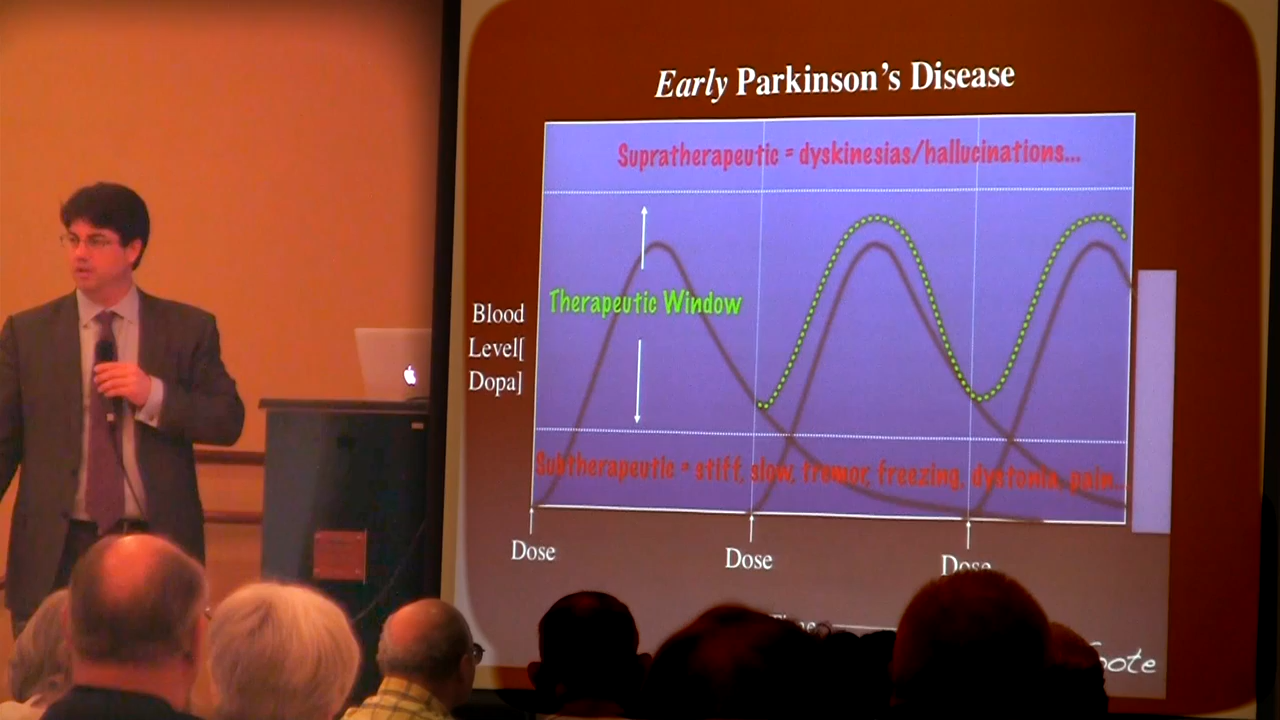 Early Parkinson's Disease
Supratherapeutic = dyskinesias/hallucinations...
Therapeutic Window
Blood
Level[
Dopa]
Subtherapeutic = stiff, slow, tremor, freezing, dystonia, pain...
Dose
Dose
Dose